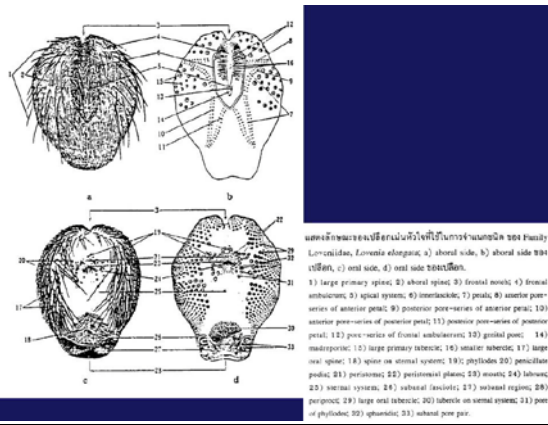 3
a
b
3
c
d
แสดงลักษณะของเปลือกเม่นหัวใจที่ใช้ในการจำแนกชนิด ของ Family
Loveniidae, Lovenia elongata; a) aboral side, b) aboral side ของ
เปลือก, c) oral side, d) oral side ของเปลือก.
1) large primary spine; 2) aboral spine; 3) frontal notch; 4) frontal
ambulacrum; 5) apical system; 6) interfasciole; 7) petals; 8) anterior pore-
series of anterior petal; 9) posterior pore-series of anterior petal; 10)
anterior pore-series of posterior petal; 11) posterior pore-series of posterior
petal; 12) pore-series of frontal ambulacrum; 13) genital pore; 14)
madreporite; 15) large primary tubercle; 16) smaller tubercle; 17) large
oral spine; 18) spine on sternal system; 19); phyllodes 20) penicillate
podia; 21) peristome; 22) peristomial plates; 23) mouth; 24) labrum;
25) sternal system; 26) subanal fasciole; 27) subanal region; 28)
periproct; 29) large oral tubercle; 30) tubercle on sternal system; 31) pore
of phyllodes; 32) sphaeridia; 33) subanal pore pair.